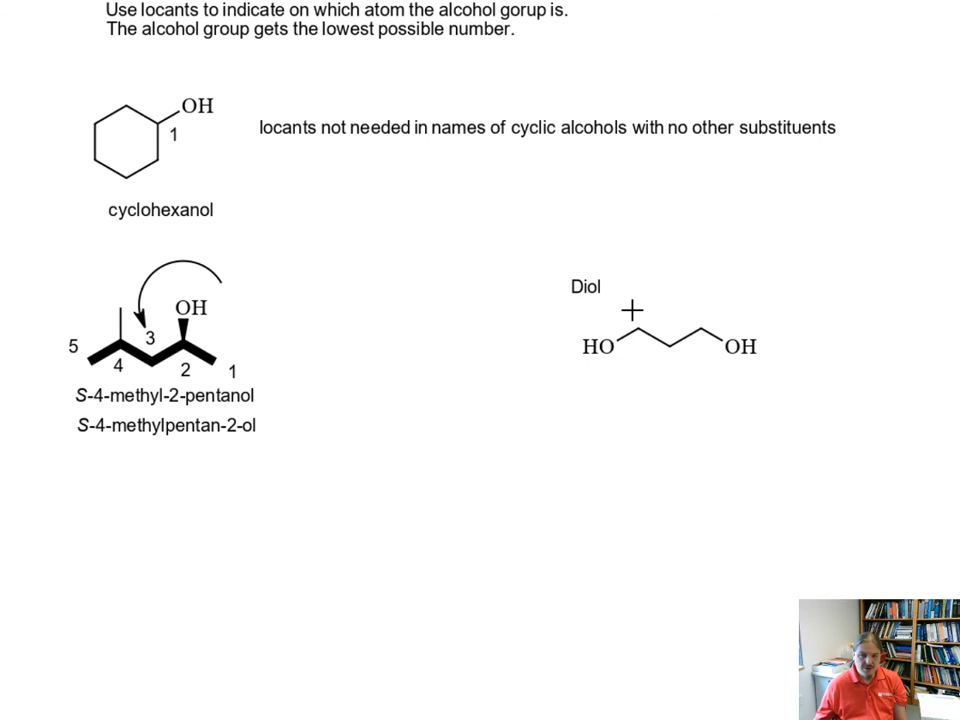 Use locants to indicate on which atom the alcohol gorup is.
The alcohol group gets the lowest possible number.
OH
1
locants not needed in names of cyclic alcohols with no other substituents
cyclohexanol
OH
5
4
3
2
1
S-4-methyl-2-pentanol
S-4-methylpentan-2-ol
Diol
HO
OH